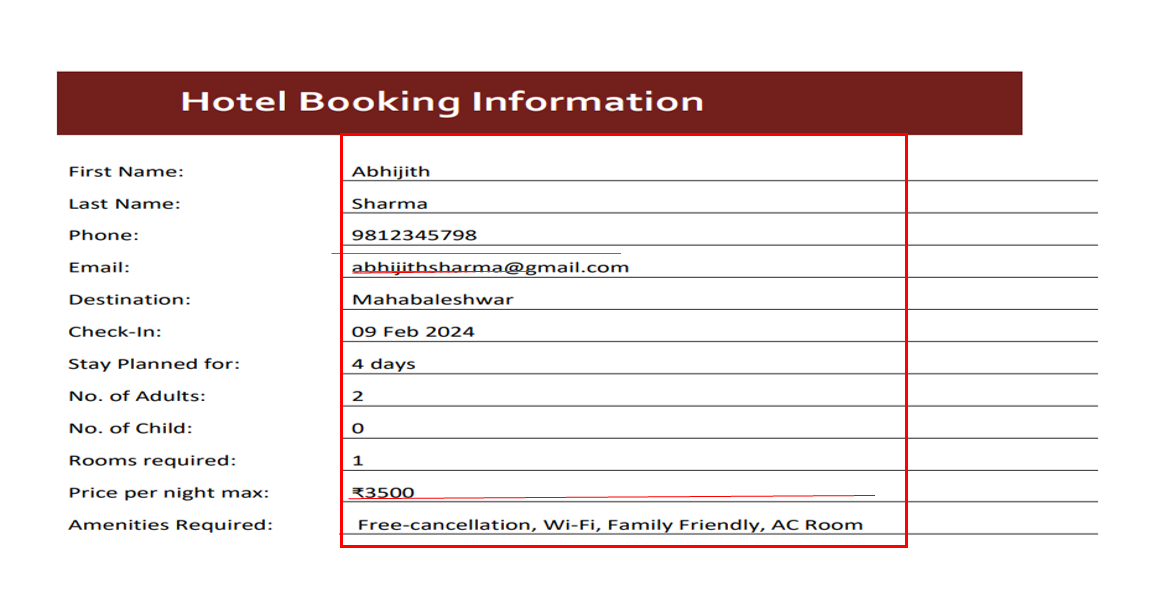 Hotel Booking Information
First Name: Abhijith
Last Name: Sharma
Phone: 9812345798
Email: abhijithsharma@gmail.com
Destination: Mahabaleshwar
Check-In: 09 Feb 2024
Stay Planned for: 4 days
No. of Adults: 2
No. of Child: 0
Rooms required: 1
Price per night max: ₹3500
Amenities Required: Free-cancellation, Wi-Fi, Family Friendly, AC Room